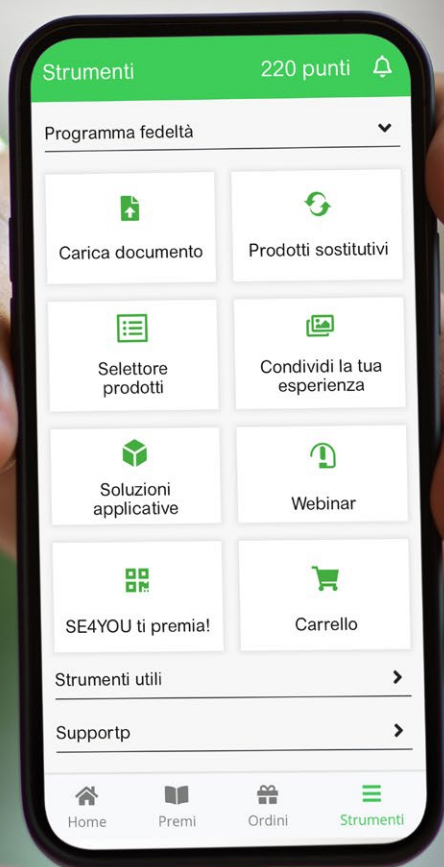 Strumenti 220 punti
Programma fedeltà
Carica documento
Prodotti sostitutivi
Selettore
prodotti
Condividi la tua
esperienza
Soluzioni
applicative
Webinar
SE4YOU ti premia!
Carrello
Strumenti utili
Supportp
Home Premi Ordini Strumenti